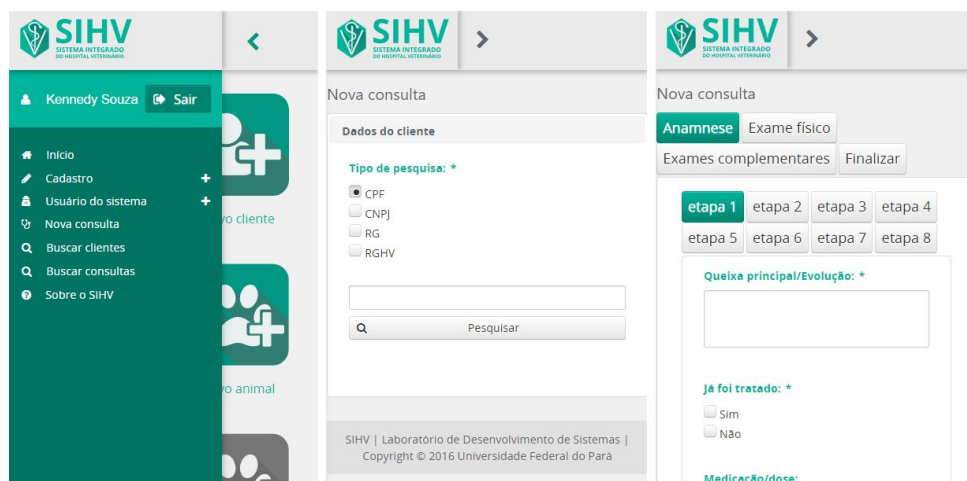 SIHV
SISTEMA INTEGRADO
DO HOSPITAL VETERINÁRIO
Kennedy Souza
Sair
Início
Cadastro
Usuário do sistema
Nova consulta
Buscar clientes
Buscar consultas
Sobre o SIHV
cliente
animal
SIHV
SISTEMA INTEGRADO
DO HOSPITAL VETERINÁRIO
Nova consulta
Dados do cliente
Tipo de pesquisa: *
CPF
CNPJ
RG
RGHV
Pesquisar
SIHV | Laboratório de Desenvolvimento de Sistemas |
Copyright © 2016 Universidade Federal do Pará
SIHV
SISTEMA INTEGRADO
DO HOSPITAL VETERINÁRIO
Nova consulta
Anamnese Exame físico
Exames complementares Finalizar
etapa 1 etapa 2 etapa 3 etapa 4
etapa 5 etapa 6 etapa 7 etapa 8
Queixa principal/Evolução: *
Já foi tratado: *
Sim
Não
Medicação/dose: